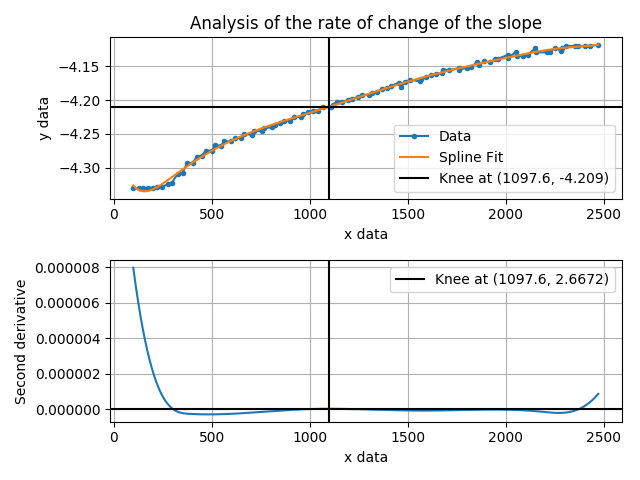 Analysis of the rate of change of the slope
−4.15
−4.20
−4.25
−4.30
y data
Data
Spline Fit
Knee at (1097.6, -4.209)
0 500 1000 1500 2000 2500
x data
0.000008
0.000006
0.000004
0.000002
0.000000
Second derivative
Knee at (1097.6, 2.6672)
0 500 1000 1500 2000 2500
x data